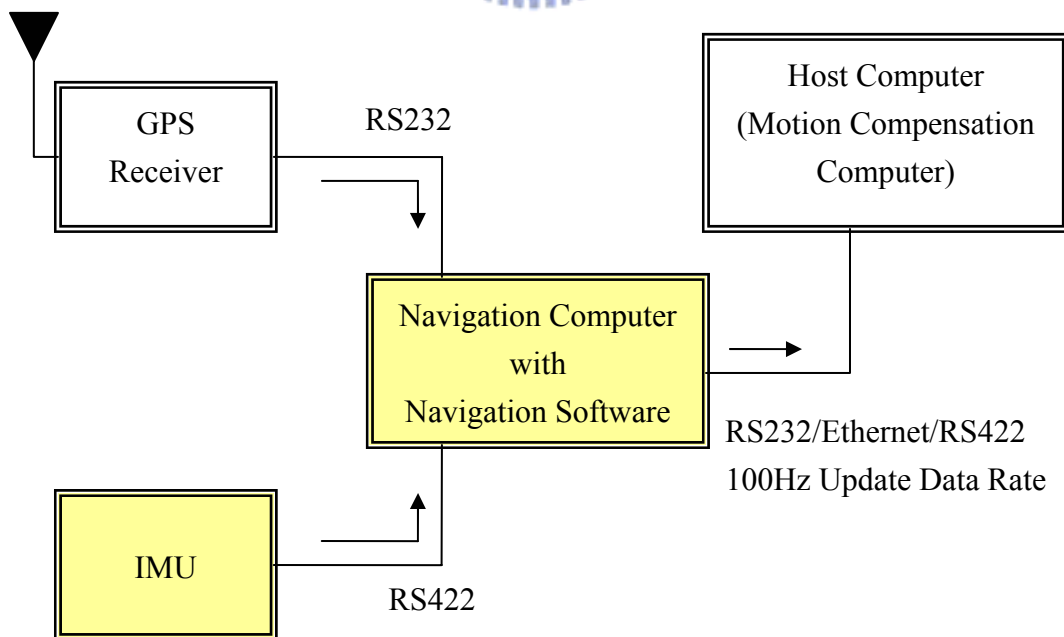 GPS
Receiver
RS232
Host Computer
(Motion Compensation
Computer)
Navigation Computer
with
Navigation Software
RS232/Ethernet/RS422
100Hz Update Data Rate
IMU
RS422